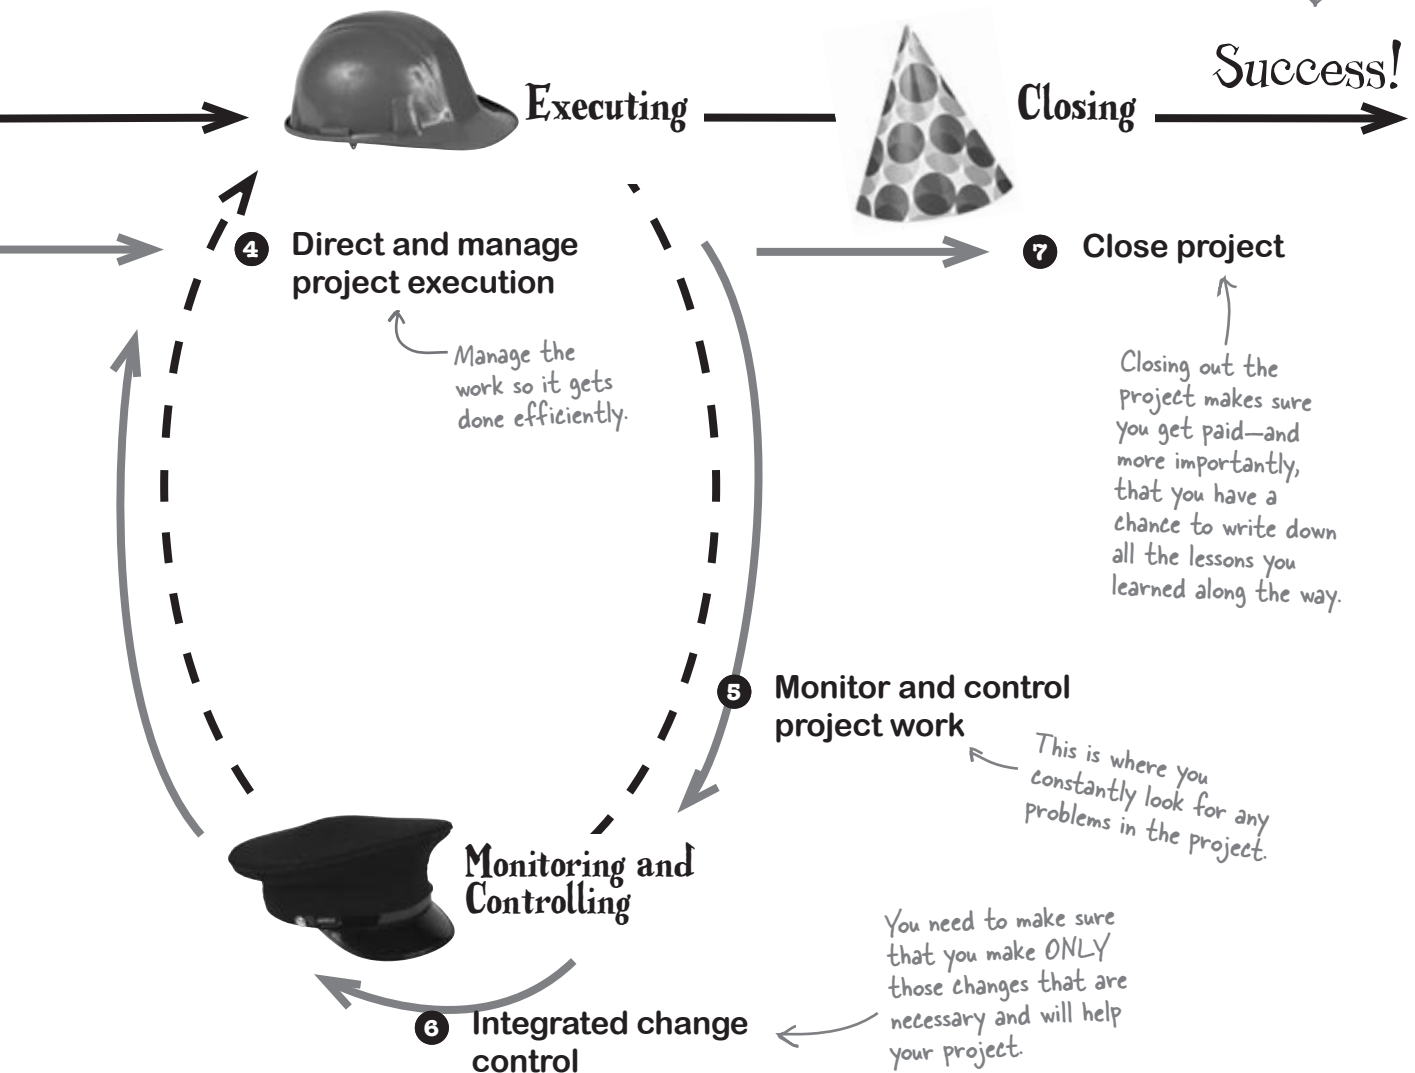 Success!
Executing
Closing
4 Direct and manage
project execution
7 Close project
Manage the
work so it gets
done efficiently.
Closing out the
project makes sure
you get paid—and
more importantly,
that you have a
chance to write down
all the lessons you
learned along the way.
5 Monitor and control
project work
This is where you
constantly look for any
problems in the project.
Monitoring and
Controlling
You need to make sure
that you make ONLY
those changes that are
necessary and will help
your project.
6 Integrated change
control